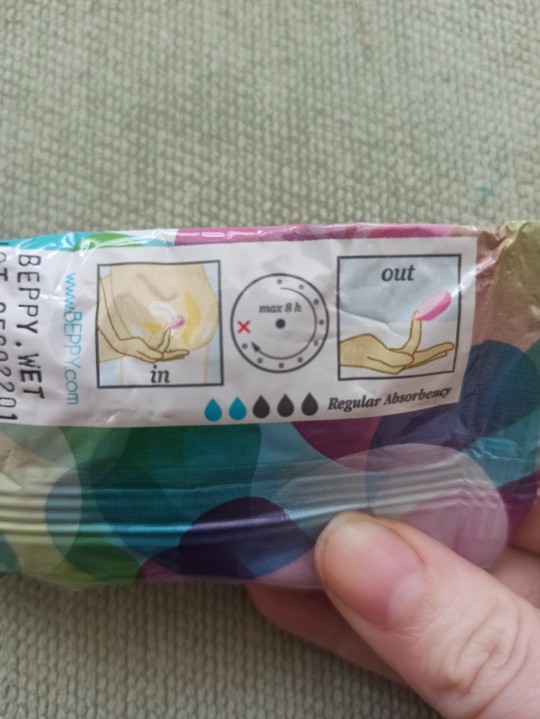 BEPPY.WET
www.BEPPY.com
in
max 8 h
out
Regular Absorbency